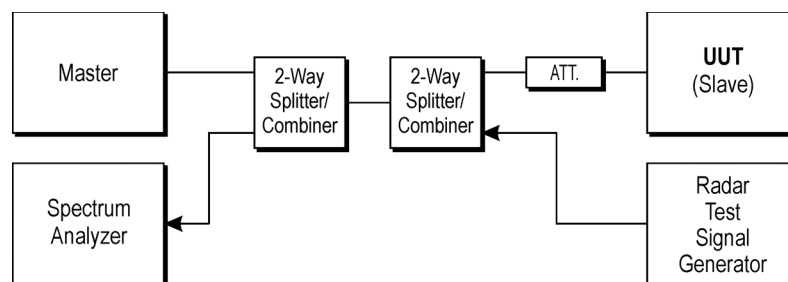 Master
2-Way
Splitter/
Combiner
2-Way
Splitter/
Combiner
ATT.
UUT
(Slave)
Spectrum
Analyzer
Radar
Test
Signal
Generator